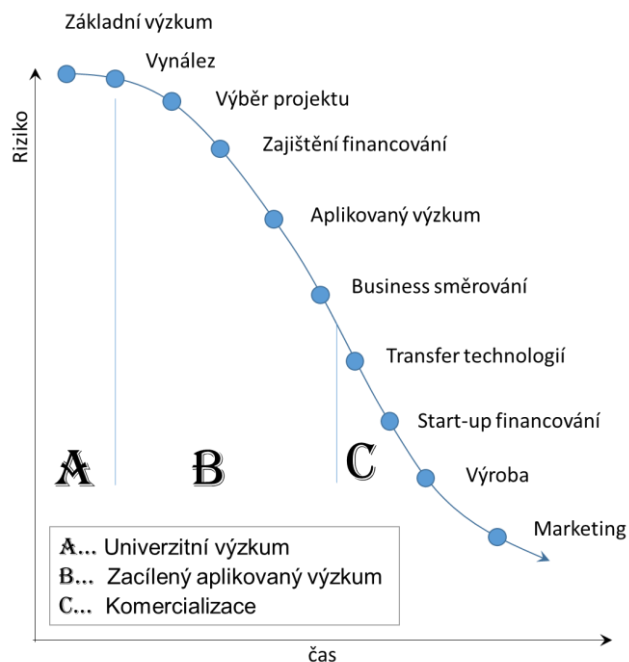 Základní výzkum
Vynález
Výběr projektu
Riziko
Zajištění financování
Aplikovaný výzkum
Business směrování
Transfer technologií
Start-up financování
A
B
C
Výroba
Marketing
A... Univerzitní výzkum
B... Zacílený aplikovaný výzkum
C... Komercializace
čas